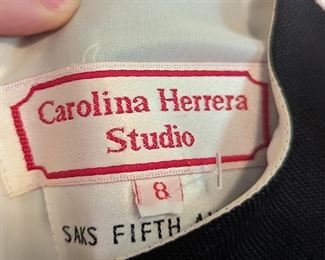 Carolina Herrera
Studio
8
SAKS FIFTH